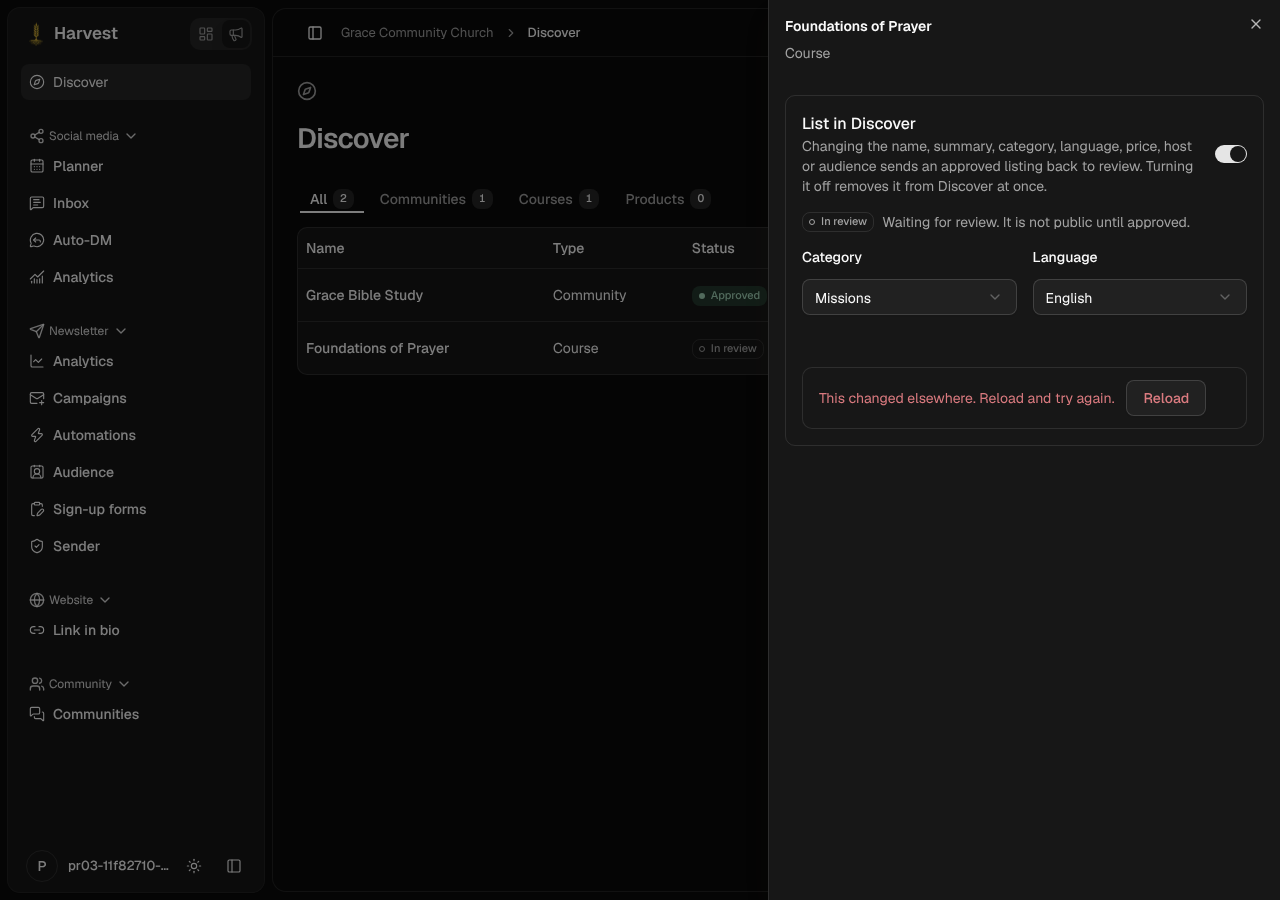 Harvest
Discover
Social media
Planner
Inbox
Auto-DM
Analytics
Newsletter
Analytics
Campaigns
Automations
Audience
Sign-up forms
Sender
Website
Link in bio
Community
Communities
P
pr03-11f82710-...
Grace Community Church > Discover
Discover
All 2 Communities 1 Courses 1 Products 0
Name Type Status
Grace Bible Study Community Approved
Foundations of Prayer Course In review
Foundations of Prayer
Course
List in Discover
Changing the name, summary, category, language, price, host
or audience sends an approved listing back to review. Turning
it off removes it from Discover at once.
In review Waiting for review. It is not public until approved.
Category Language
Missions English
This changed elsewhere. Reload and try again. Reload